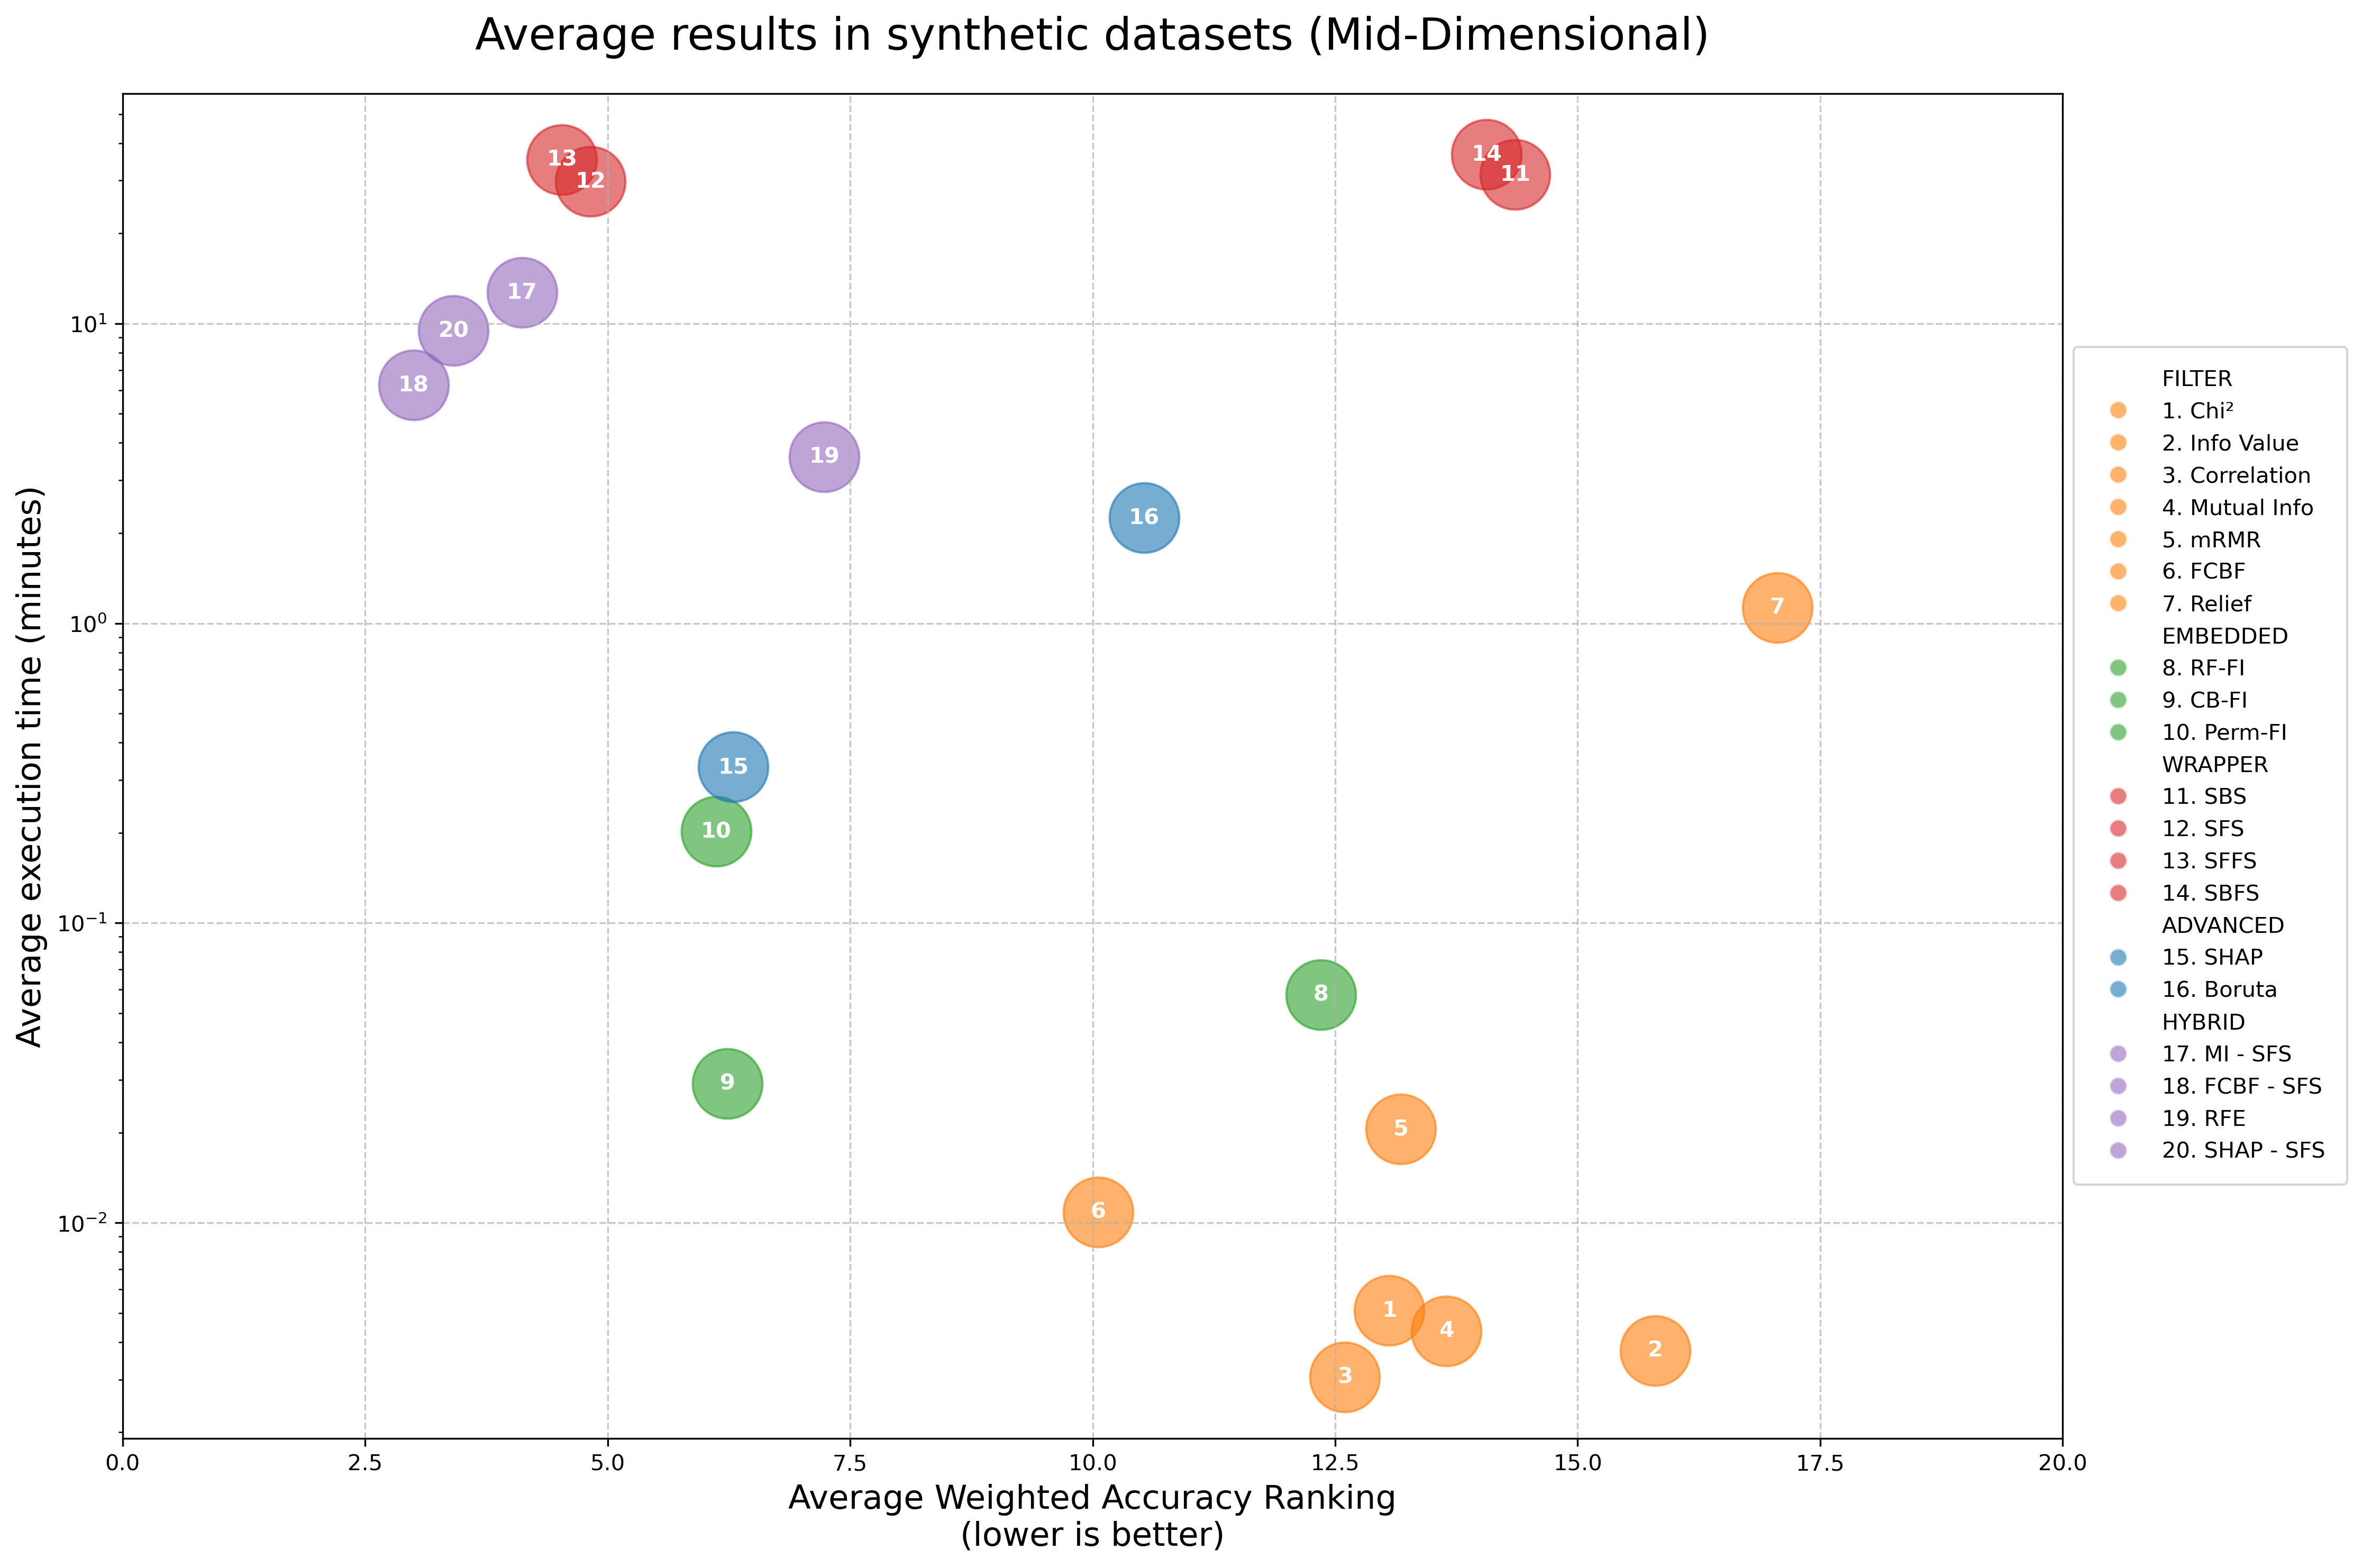 Average results in synthetic datasets (Mid-Dimensional)
13
12
14
11
17
20
18
19
16
7
15
10
8
9
5
6
1
4
2
3
Average execution time (minutes)
10¹
10⁰
10⁻¹
10⁻²
0.0
2.5
5.0
7.5
10.0
12.5
15.0
17.5
20.0
Average Weighted Accuracy Ranking
(lower is better)
FILTER
1. Chi²
2. Info Value
3. Correlation
4. Mutual Info
5. mRMR
6. FCBF
7. Relief
EMBEDDED
8. RF-FI
9. CB-FI
10. Perm-FI
WRAPPER
11. SBS
12. SFS
13. SFFS
14. SBFS
ADVANCED
15. SHAP
16. Boruta
HYBRID
17. MI - SFS
18. FCBF - SFS
19. RFE
20. SHAP - SFS